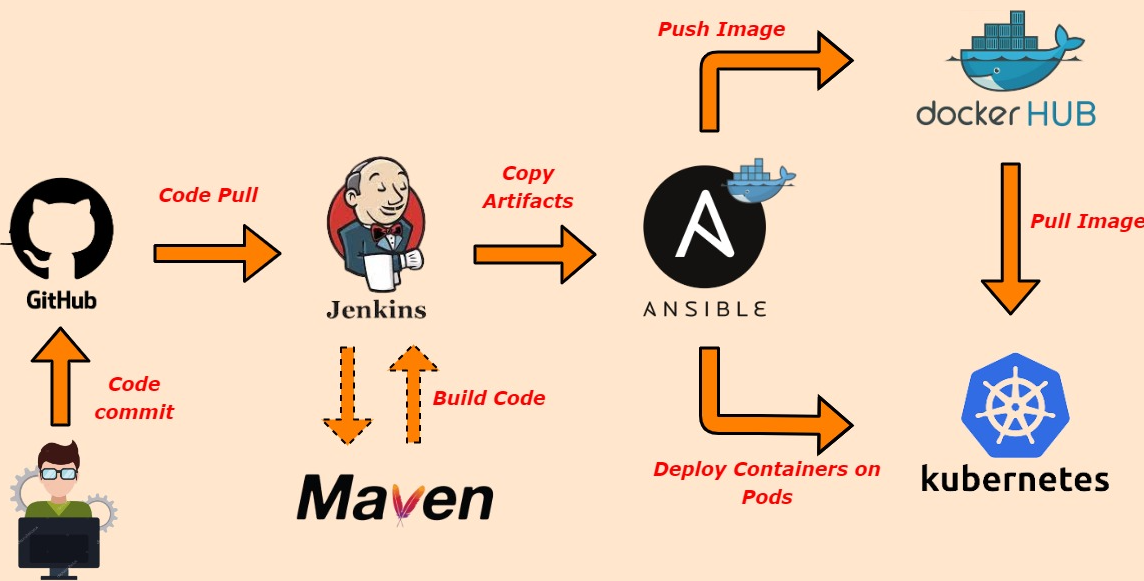 Push Image
docker HUB
Code Pull
Copy
Artifacts
Pull Image
GitHub
Jenkins
ANSIBLE
Code
commit
Build Code
Deploy Containers on
Pods
Maven
kubernetes